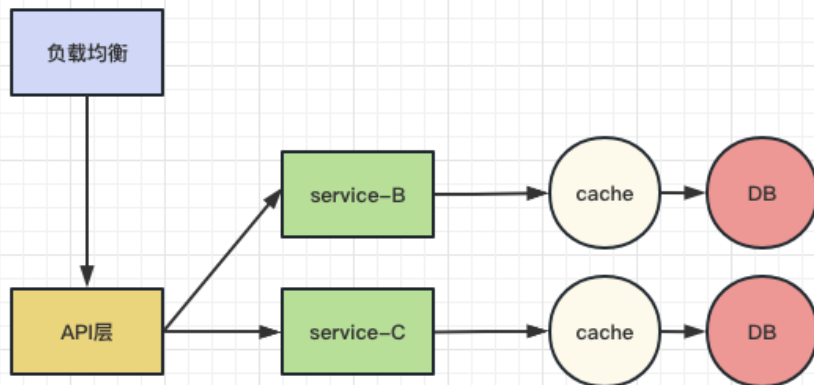 负载均衡
service-B
cache
DB
API层
service-C
cache
DB